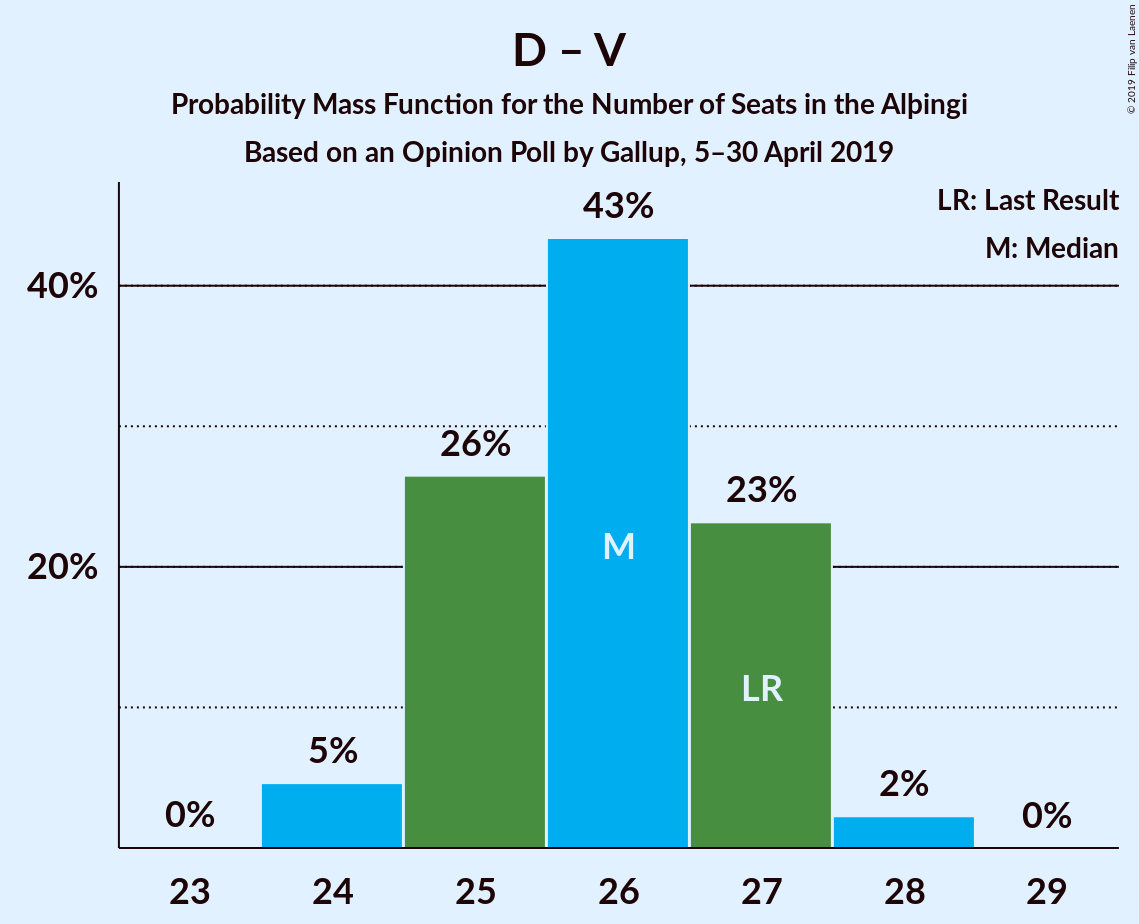 D – V
Probability Mass Function for the Number of Seats in the Alþingi
Based on an Opinion Poll by Gallup, 5–30 April 2019
© 2019 Filip van Laenen
LR: Last Result
M: Median
43%
40%
26%
23%
M
20%
LR
5%
2%
0%
0%
23 24 25 26 27 28 29